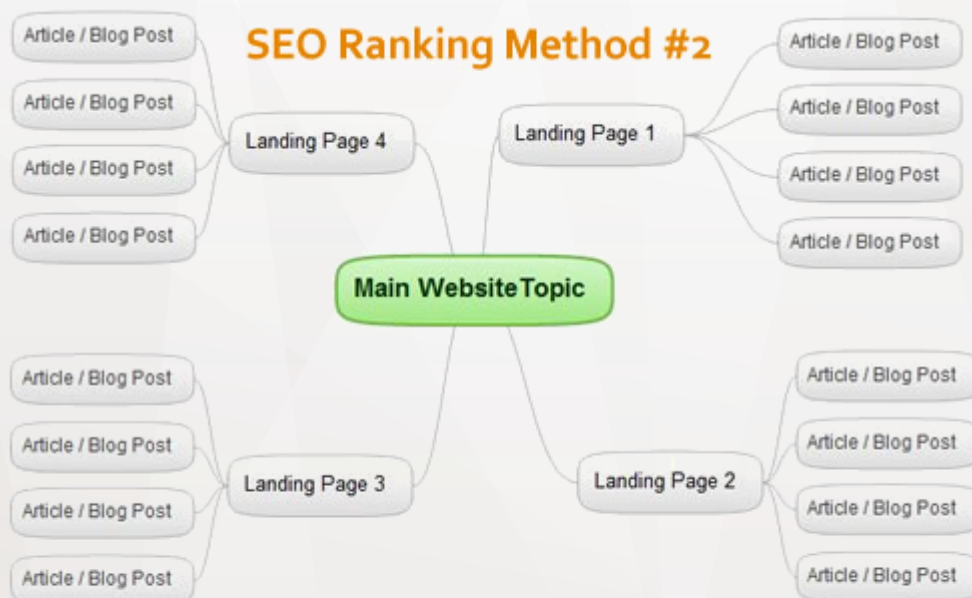 SEO Ranking Method #2
Article / Blog Post
Article / Blog Post
Article / Blog Post
Article / Blog Post
Landing Page 4
Landing Page 1
Article / Blog Post
Article / Blog Post
Article / Blog Post
Article / Blog Post
Main WebsiteTopic
Article / Blog Post
Article / Blog Post
Article / Blog Post
Article / Blog Post
Landing Page 3
Landing Page 2
Article / Blog Post
Article / Blog Post
Article / Blog Post
Article / Blog Post